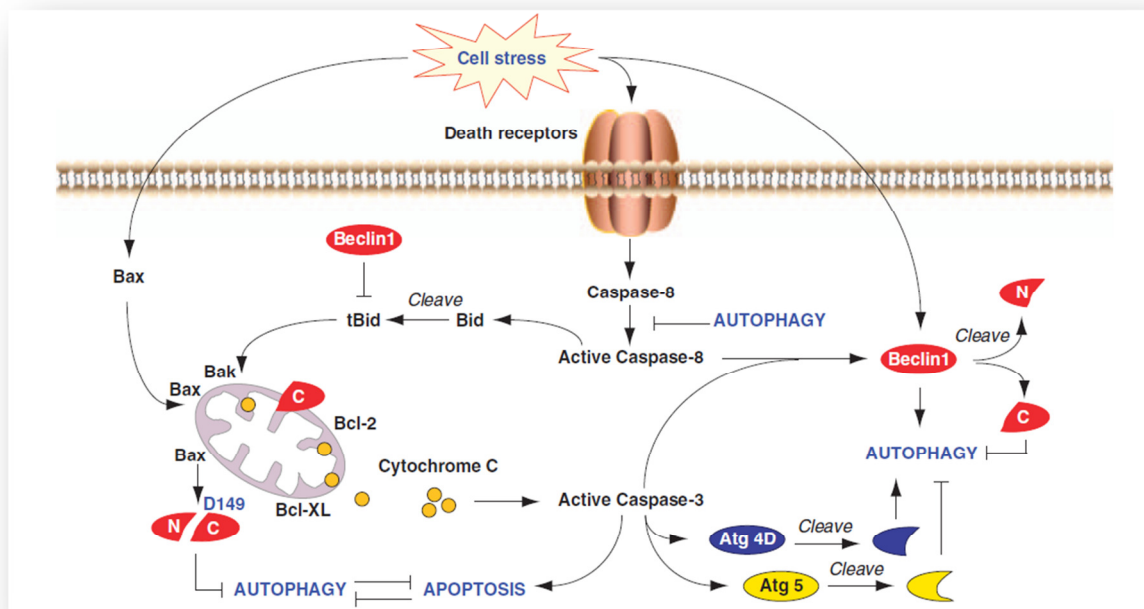 Cell stress
Death receptors
Beclin1
Bax
Caspase-8
N
Cleave
Cleave
tBid
Bid
AUTOPHAGY
Active Caspase-8
Beclin1
Bak
Bax
C
C
Bcl-2
AUTOPHAGY
Bax
Cytochrome C
D149
Bcl-XL
Active Caspase-3
N
C
Atg 4D
Cleave
Atg 5
Cleave
AUTOPHAGY
APOPTOSIS